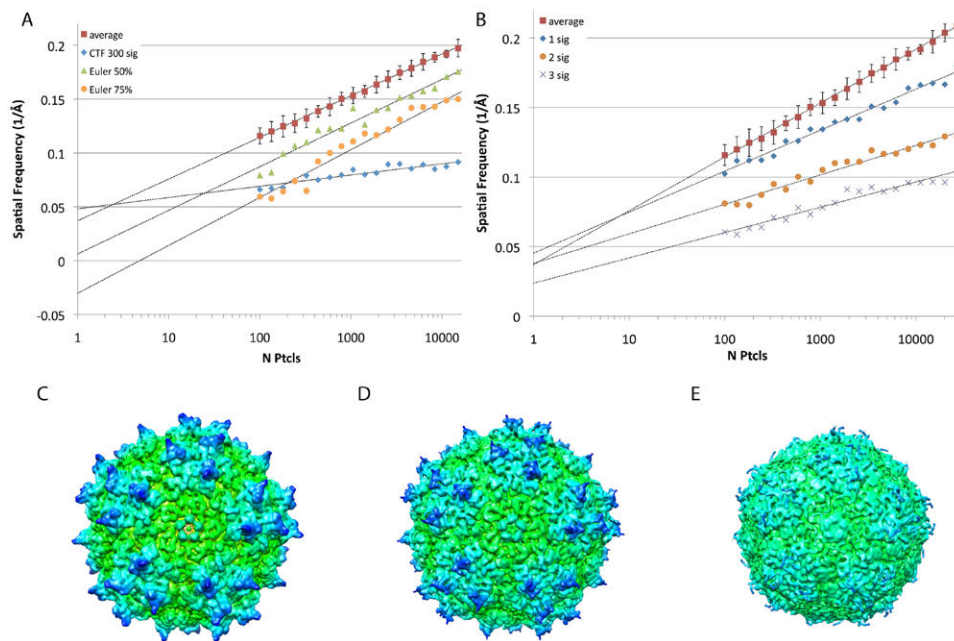 A
average
CTF 300 sig
Euler 50%
Euler 75%
Spatial Frequency (1/Å)
0.2
0.15
0.1
0.05
0
-0.05
1 10 100 1000 10000
N Ptcls
B
average
1 sig
2 sig
3 sig
Spatial Frequency (1/Å)
0.2
0.15
0.1
0.05
0
1 10 100 1000 10000
N Ptcls
C D E